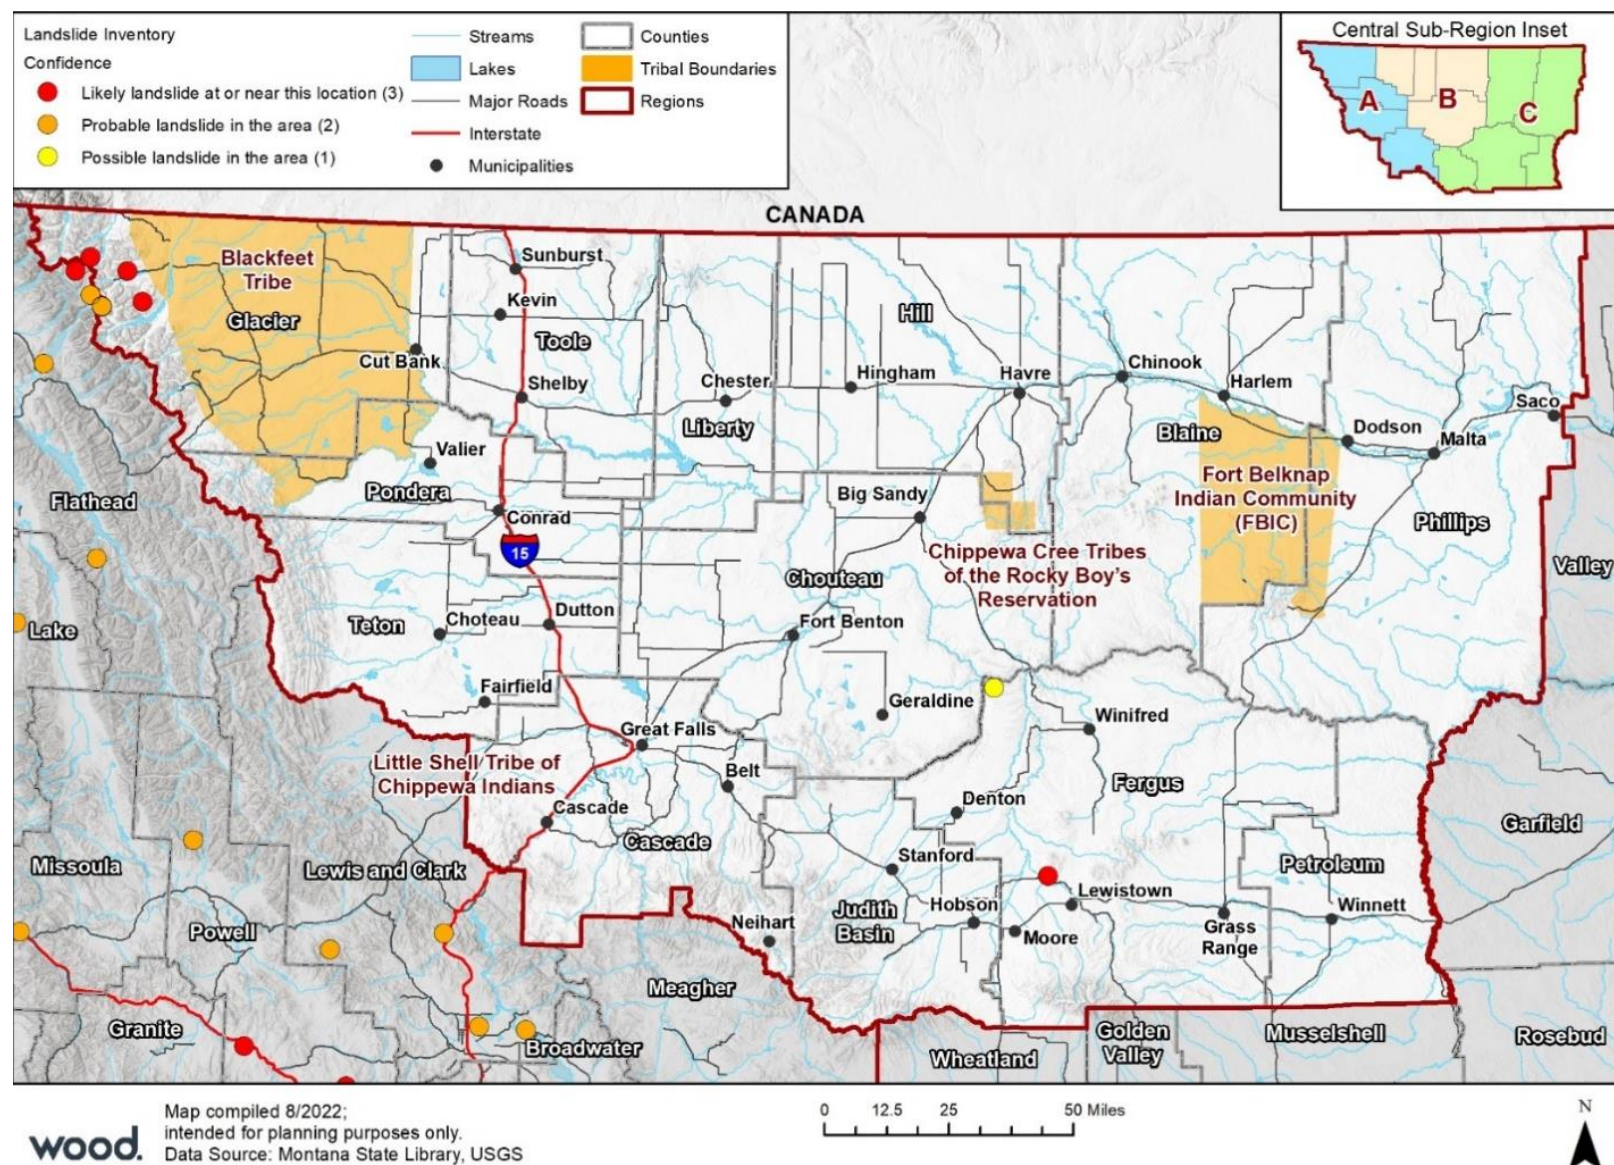 Landslide Inventory
Confidence
Likely landslide at or near this location (3)
Probable landslide in the area (2)
Possible landslide in the area (1)
Streams
Lakes
Major Roads
Interstate
Municipalities
Counties
Tribal Boundaries
Regions
Central Sub-Region Inset
A
B
C
CANADA
Blackfeet
Tribe
Glacier
Sunburst
Kevin
Toole
Hill
Cut Bank
Shelby
Chester
Hingham
Havre
Chinook
Harlem
Saco
Liberty
Blaine
Dodson
Malta
Valier
Pondera
Flathead
Conrad
15
Big Sandy
Fort Belknap
Indian Community
(FBIC)
Phillips
Chippewa Cree Tribes
of the Rocky Boy's
Reservation
Chouteau
Valley
Lake
Teton
Choteau
Dutton
Fort Benton
Fairfield
Geraldine
Winifred
Great Falls
Little Shell Tribe of
Chippewa Indians
Belt
Fergus
Cascade
Denton
Cascade
Garfield
Missoula
Lewis and Clark
Stanford
Petroleum
Lewistown
Hobson
Judith
Basin
Winnett
Powell
Neihart
Moore
Grass
Range
Meagher
Granite
Broadwater
Wheatland
Golden
Valley
Musselshell
Rosebud
wood.
Map compiled 8/2022;
intended for planning purposes only.
Data Source: Montana State Library, USGS
0 12.5 25 50 Miles
N